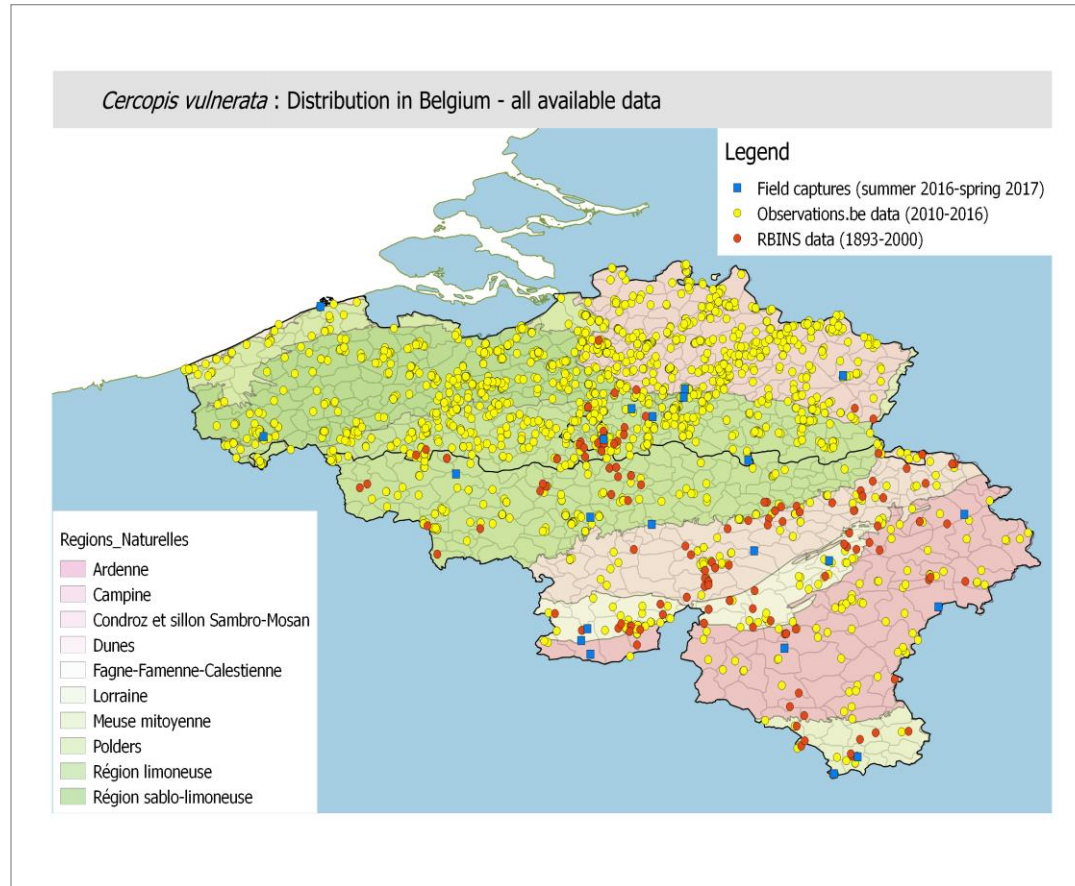 Cercopis vulnerata : Distribution in Belgium - all available data
Legend
Field captures (summer 2016-spring 2017)
Observations.be data (2010-2016)
RBINS data (1893-2000)
Regions_Naturelles
Ardenne
Campine
Condroz et sillon Sambro-Mosan
Dunes
Fagne-Famenne-Calestienne
Lorraine
Meuse mitoyenne
Polders
Région limoneuse
Région sablo-limoneuse